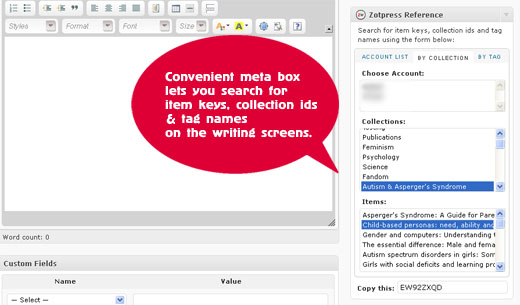 Styles
Format
Font
Size
Convenient meta box
lets you search for
item keys, collection ids
& tag names
on the writing screens.
Word count: 0
Custom Fields
Name
Value
— Select —
Zotpress Reference
Search for item keys, collection ids and tag
names using the form below:
ACCOUNT LIST
BY COLLECTION
BY TAG
Choose Account:
Collections:
Publications
Feminism
Psychology
Science
Fandom
Autism & Asperger's Syndrome
Items:
Asperger's Syndrome: A Guide for Pare
Child-based personas: need, ability and
Gender and computers: Understanding
The essential difference: Male and fema
Autism spectrum disorders in girls: Som
Girls with social deficits and learning pro
Copy this: EW92ZXQD